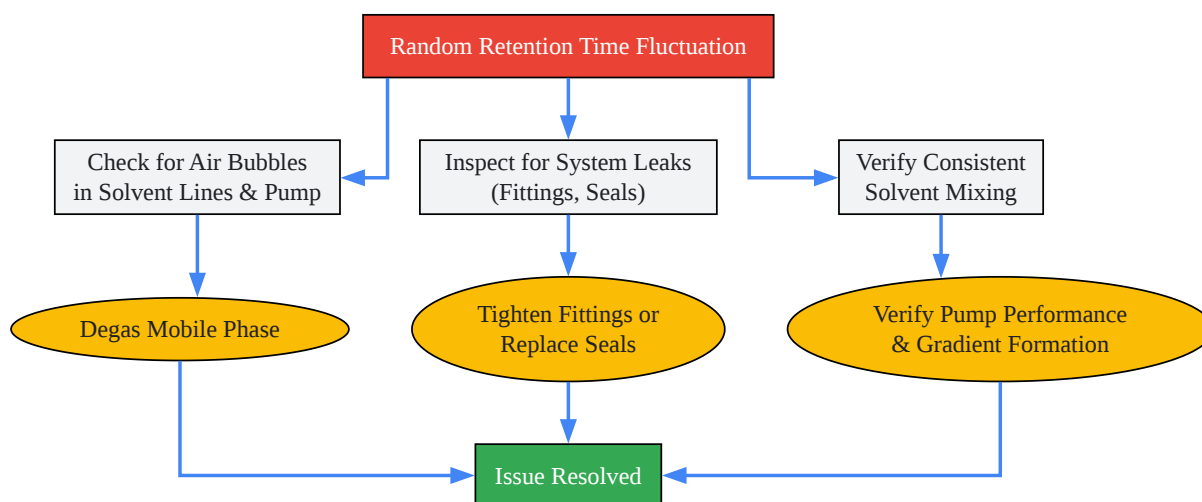 Random Retention Time Fluctuation
Check for Air Bubbles
in Solvent Lines & Pump
Inspect for System Leaks
(Fittings, Seals)
Verify Consistent
Solvent Mixing
Degas Mobile Phase
Tighten Fittings or
Replace Seals
Verify Pump Performance
& Gradient Formation
Issue Resolved